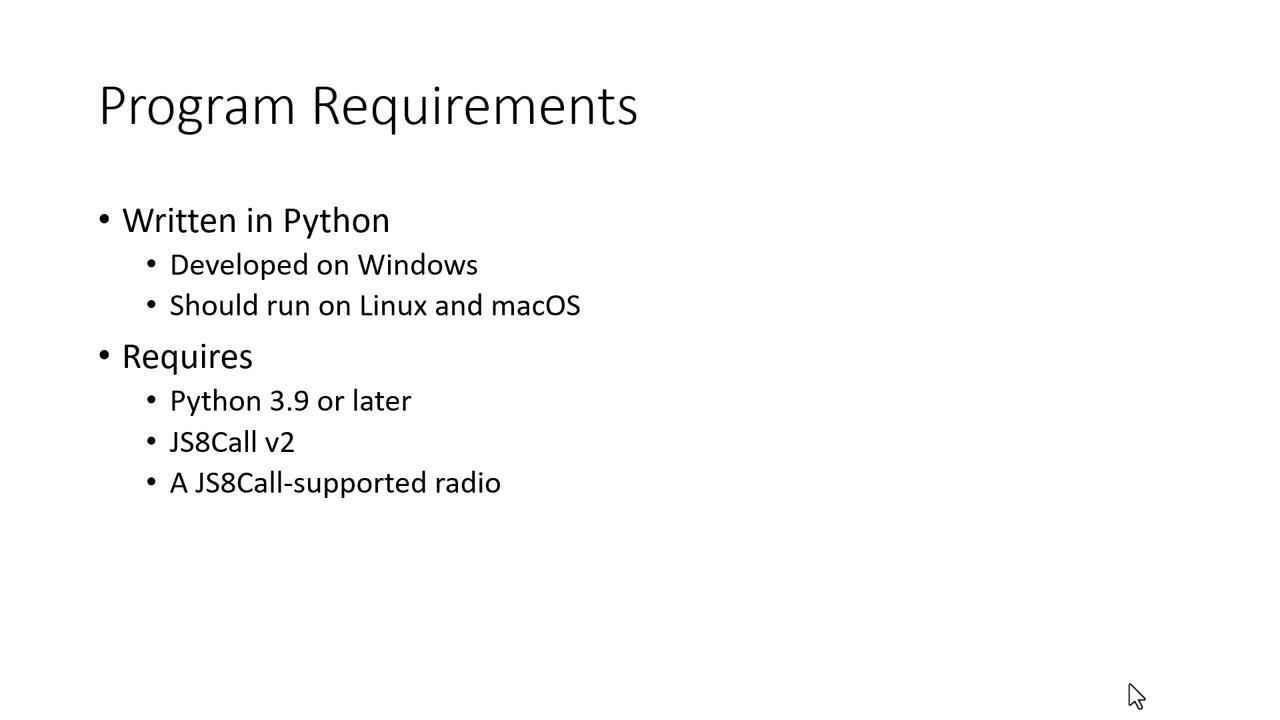 Program Requirements
• Written in Python
• Developed on Windows
• Should run on Linux and macOS
• Requires
• Python 3.9 or later
• JS8Call v2
• A JS8Call-supported radio